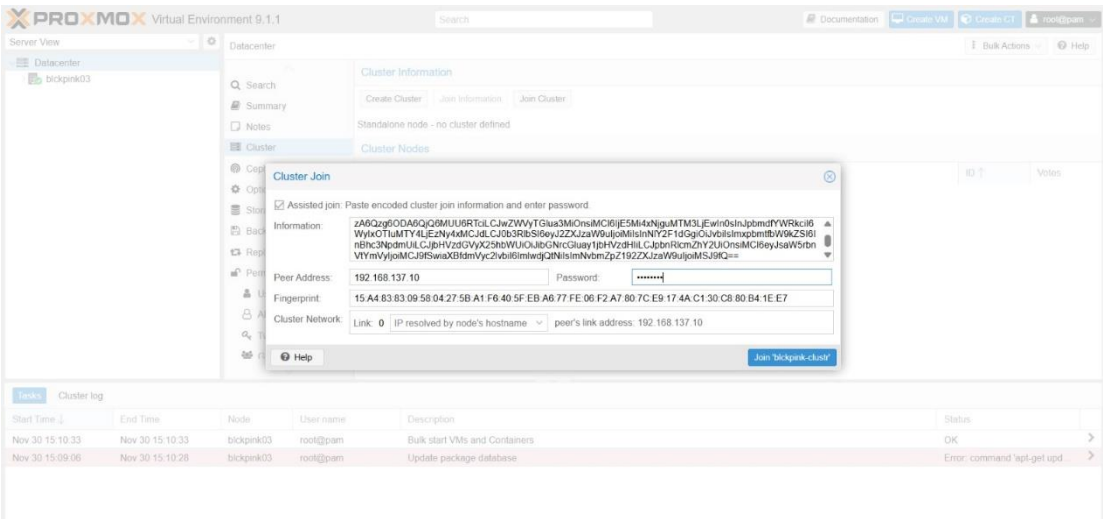 PROXMOX Virtual Environment 9.1.1
Search
Documentation
Create VM
Create CT
root@pam
Server View
Datacenter
blckpink03
Datacenter
Bulk Actions
Help
Search
Summary
Notes
Cluster
Cluster Information
Create Cluster
Join Information
Join Cluster
Standalone node - no cluster defined
Cluster Nodes
ID
Votes
Cluster Join
Assisted join: Paste encoded cluster join information and enter password.
Information:
Peer Address:
192.168.137.10
Password:
••••••••
Fingerprint:
15:A4:83:83:09:58:04:27:5B:A1:F6:40:5F:EB:A6:77:FE:06:F2:A7:80:7C:E9:17:4A:C1:30:C8:80:B4:1E:E7
Cluster Network:
Link: 0
IP resolved by node's hostname
peer's link address: 192.168.137.10
Help
Join 'blckpink-clustr'
Tasks
Cluster log
Start Time
End Time
Node
User name
Description
Status
Nov 30 15:10:33
Nov 30 15:10:33
blckpink03
root@pam
Bulk start VMs and Containers
OK
Nov 30 15:09:06
Nov 30 15:10:28
blckpink03
root@pam
Update package database
Error: command 'apt-get upd...